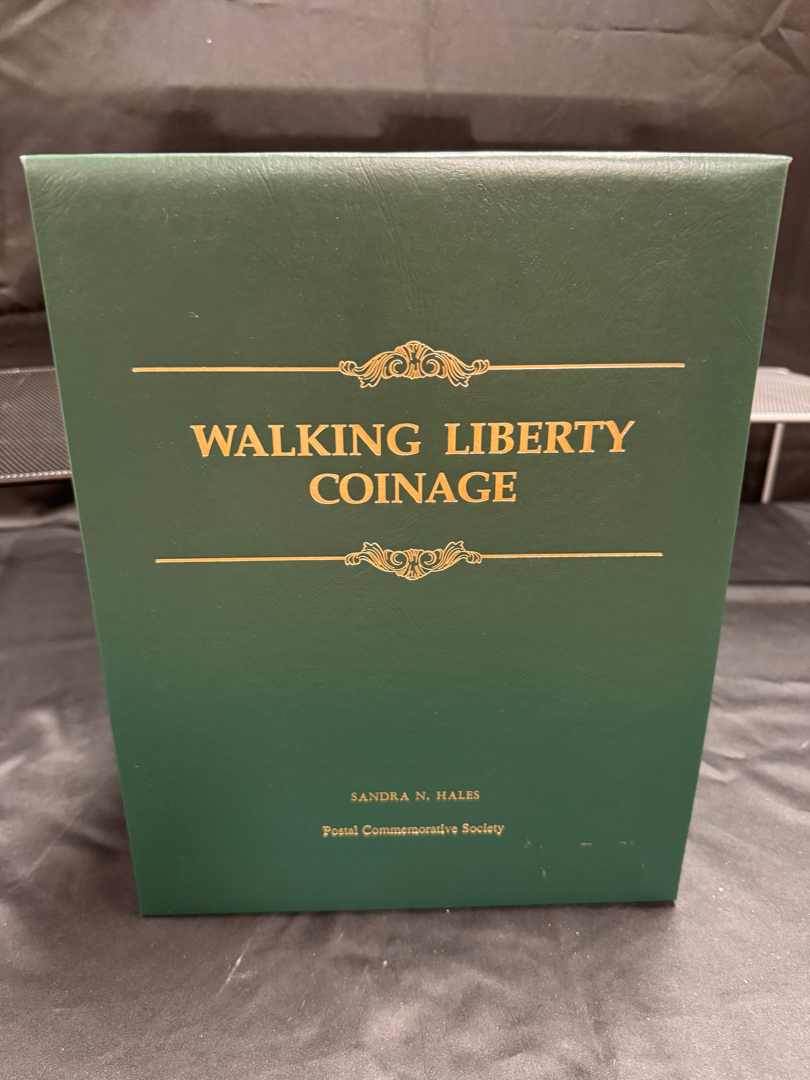 WALKING LIBERTY
COINAGE
SANDRA N. HALES
Postal Commemorative Society